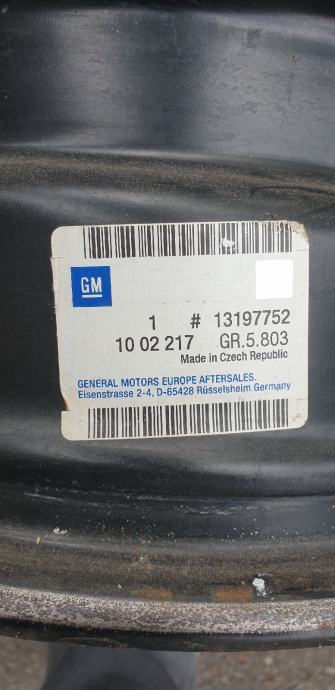 GM
1 # 13197752
10 02 217 GR.5.803
Made in Czech Republic
GENERAL MOTORS EUROPE AFTERSALES.
Eisenstrasse 2-4, D-65428 Rüsselsheim Germany